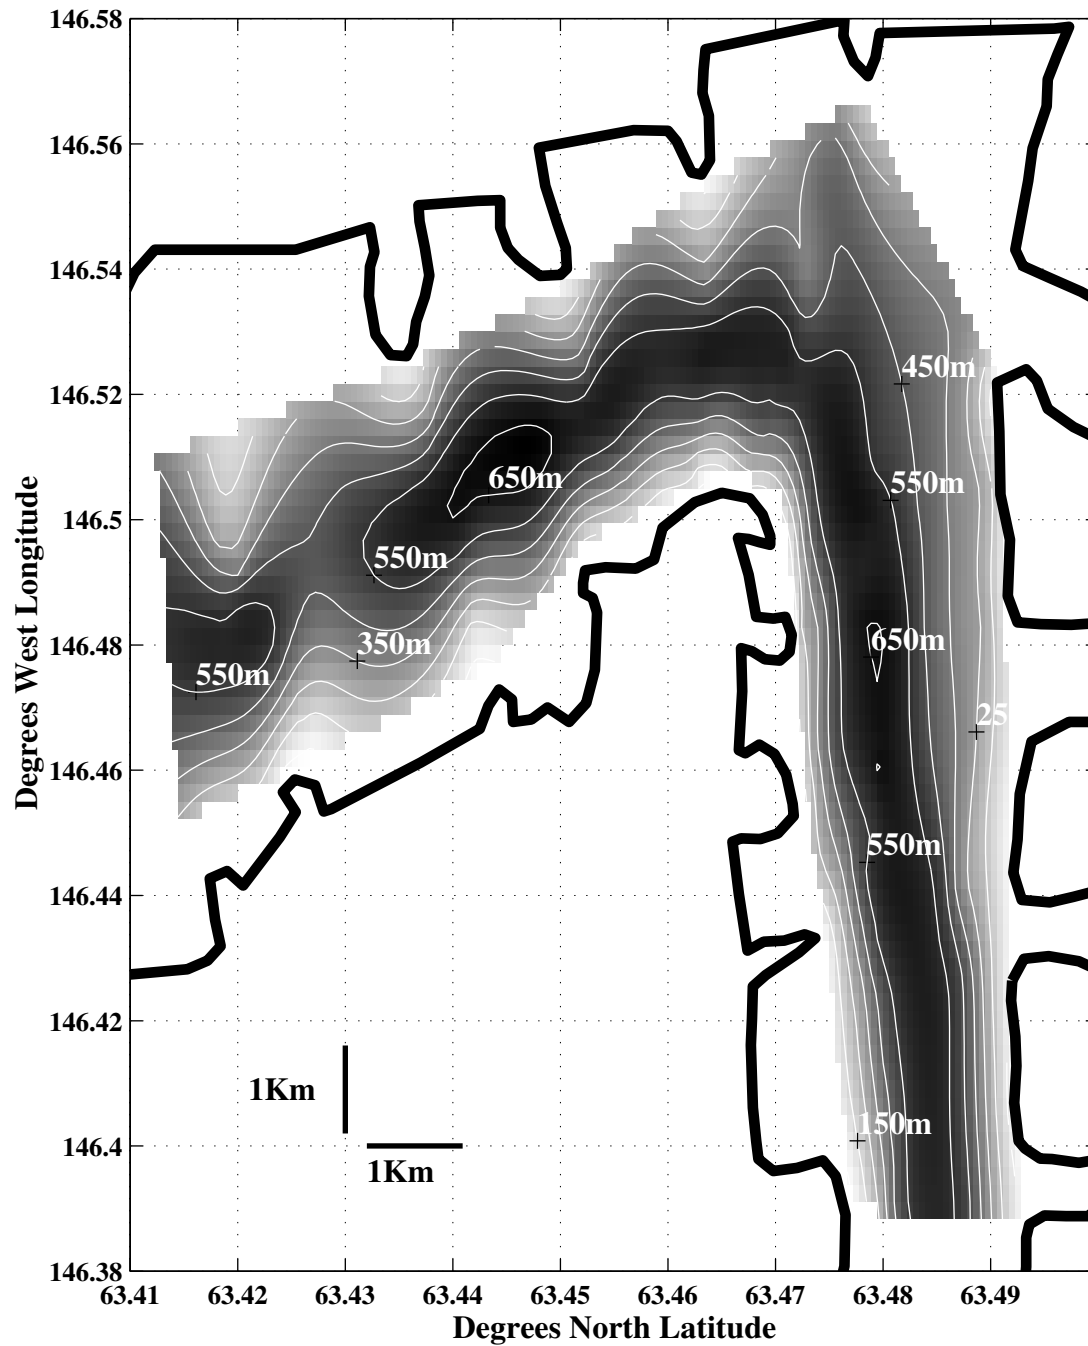 146.58
146.56
146.54
146.52
146.5
146.48
146.46
146.44
146.42
146.4
146.38
Degrees West Longitude
450m
650m
550m
550m
350m
650m
550m
25
550m
150m
1Km
1Km
63.41 63.42 63.43 63.44 63.45 63.46 63.47 63.48 63.49
Degrees North Latitude